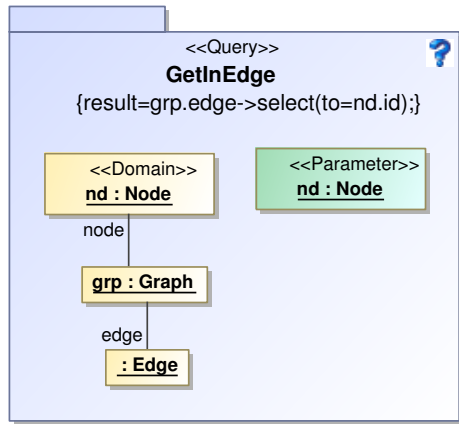 <<Query>>
GetInEdge
{result=grp.edge->select(to=nd.id);}
<<Domain>>
nd : Node
<<Parameter>>
nd : Node
node
grp : Graph
edge
: Edge